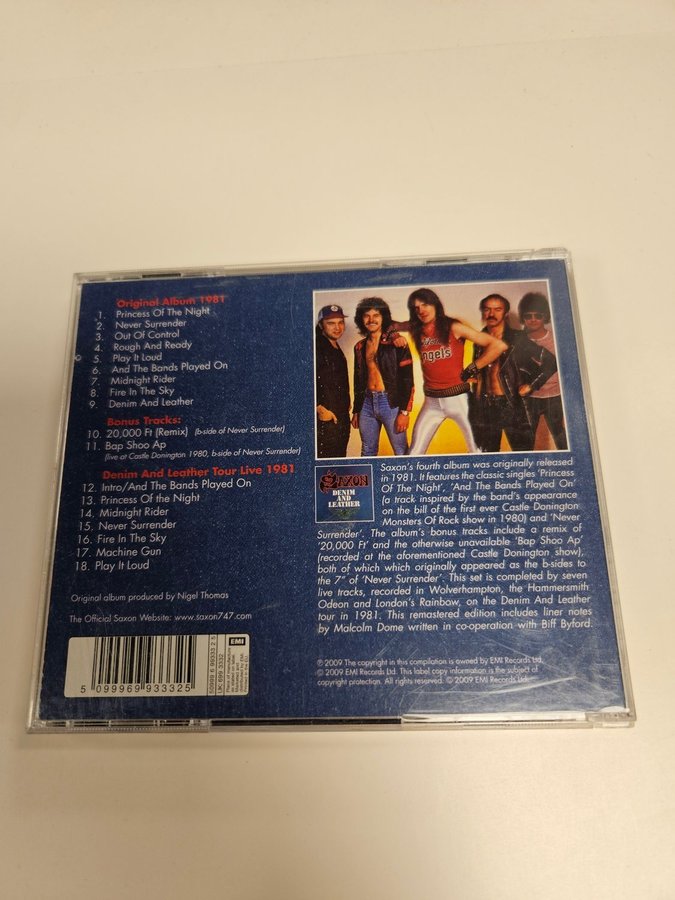 Original Album 1981
1. Princess Of The Night
2. Never Surrender
3. Out Of Control
4. Rough And Ready
5. Play It Loud
6. And The Bands Played On
7. Midnight Rider
8. Fire In The Sky
9. Denim And Leather
Bonus Tracks:
10. 20,000 Ft (Remix) (b-side of Never Surrender)
11. Bap Shoo Ap
(live at Castle Donington 1980, b-side of Never Surrender)
Denim And Leather Tour Live 1981
12. Intro/And The Bands Played On
13. Princess Of the Night
14. Midnight Rider
15. Never Surrender
16. Fire In The Sky
17. Machine Gun
18. Play It Loud
Original album produced by Nigel Thomas
The Official Saxon Website: www.saxon747.com
EMI
UK: 699 3332
5 099969 933325
angels
SAXON
DENIM
AND
LEATHER
Saxon's fourth album was originally released
in 1981. It features the classic singles 'Princess
Of The Night', 'And The Bands Played On'
(a track inspired by the band's appearance
on the bill of the first ever Castle Donington
Monsters Of Rock show in 1980) and 'Never
Surrender'. The album's bonus tracks include a remix of
'20,000 Ft' and the otherwise unavailable 'Bap Shoo Ap'
(recorded at the aforementioned Castle Donington show),
both of which which originally appeared as the b-sides to
the 7" of 'Never Surrender'. This set is completed by seven
live tracks, recorded in Wolverhampton, the Hammersmith
Odeon and London's Rainbow, on the Denim And Leather
tour in 1981. This remastered edition includes liner notes
by Malcolm Dome written in co-operation with Biff Byford.
℗ 2009 The copyright in this compilation is owned by EMI Records Ltd.
© 2009 EMI Records Ltd. This label copy information is the subject of
copyright protection. All rights reserved. © 2009 EMI Records Ltd.